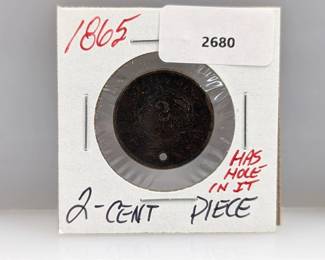 1865
2680
HAS
HOLE
IN IT
2-CENT PIECE